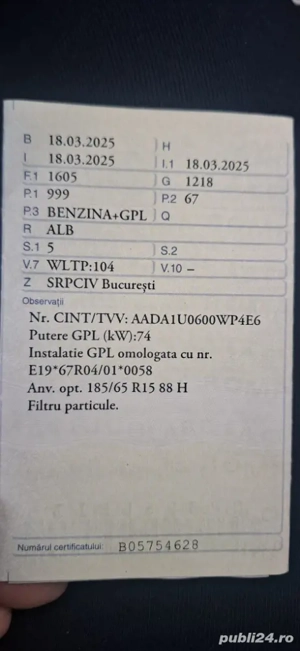 B 18.03.2025 H
I 18.03.2025 I.1 18.03.2025
F.1 1605 G 1218
P.1 999 P.2 67
P.3 BENZINA+GPL Q
R ALB
S.1 5 S.2
V.7 WLTP:104 V.10 –
Z SRPCIV București
Observații
Nr. CINT/TVV: AADA1U0600WP4E6
Putere GPL (kW):74
Instalatie GPL omologata cu nr.
E19*67R04/01*0058
Anv. opt. 185/65 R15 88 H
Filtru particule.
Numărul certificatului: B05754628
publi24.ro